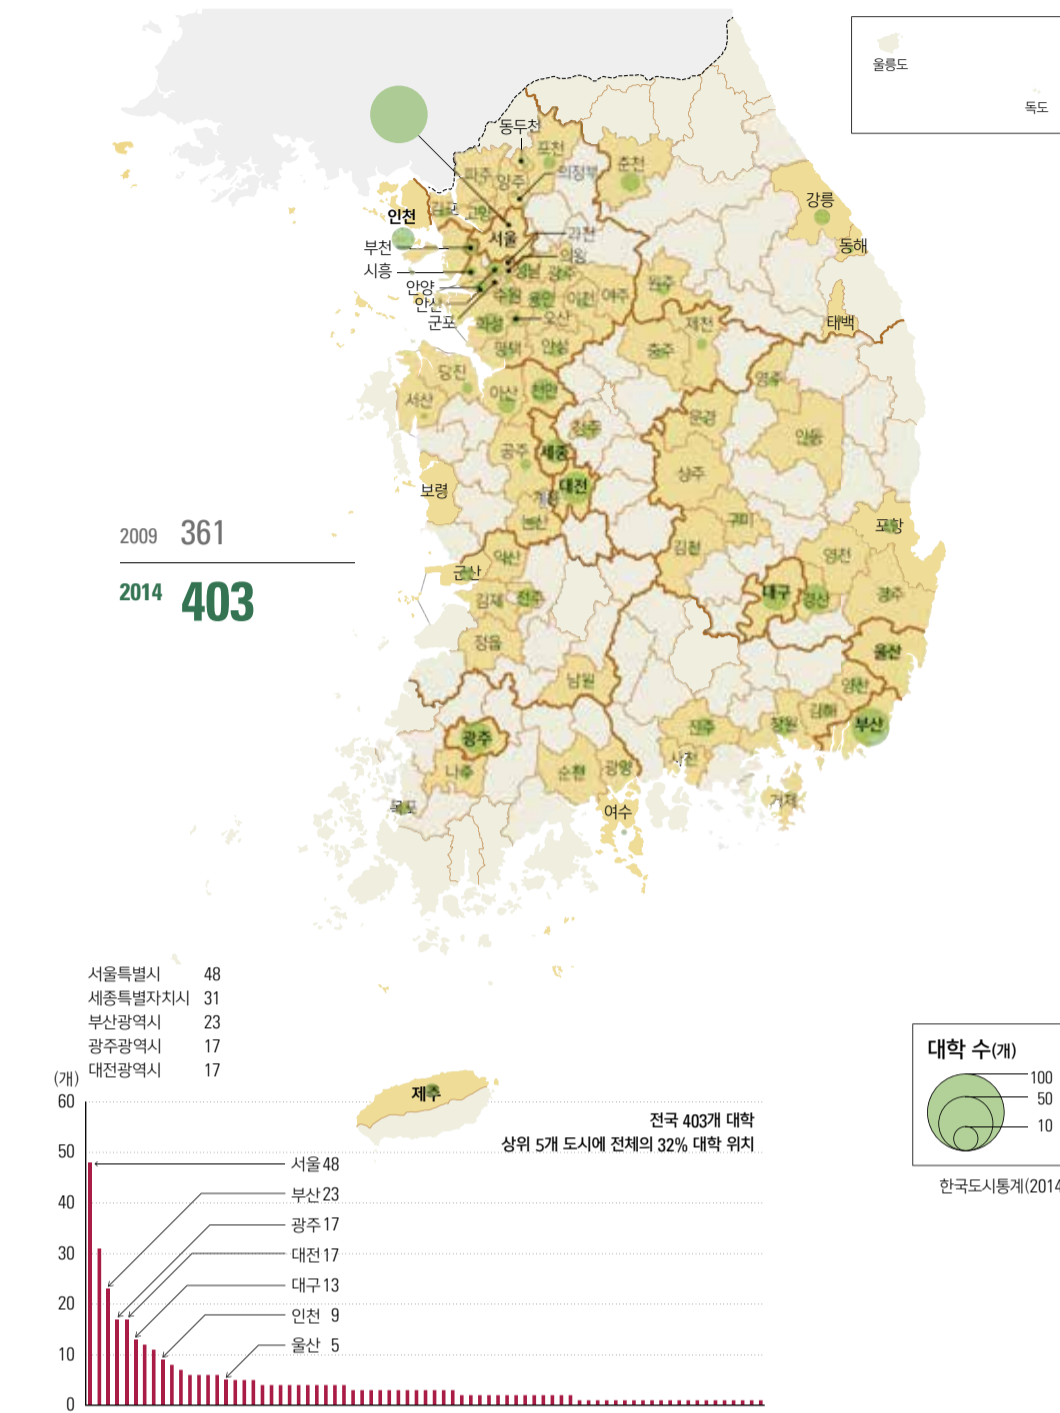 울릉도
독도
동두천
포천
춘천
파주
양주
의정부
강릉
김포
고양
인천
서울
과천
동해
부천
의왕
시흥
성남
광주
안양
원주
안산
수원
용인
이천
여주
군포
화성
오산
태백
제천
평택
안성
충주
당진
영주
서산
아산
천안
문경
청주
안동
공주
세종
상주
대전
보령
계룡
논산
구미
포항
2009 361
2014 403
김천
영천
익산
군산
대구
경산
경주
김제
전주
정읍
울산
남원
양산
김해
진주
창원
부산
광주
사천
나주
순천
광양
거제
목포
여수
서울특별시 48
세종특별자치시 31
부산광역시 23
광주광역시 17
대전광역시 17
(개)
제주
전국 403개 대학
상위 5개 도시에 전체의 32% 대학 위치
60
50
40
30
20
10
0
서울 48
부산 23
광주 17
대전 17
대구 13
인천 9
울산 5
대학 수(개)
100
50
10
한국도시통계(2014